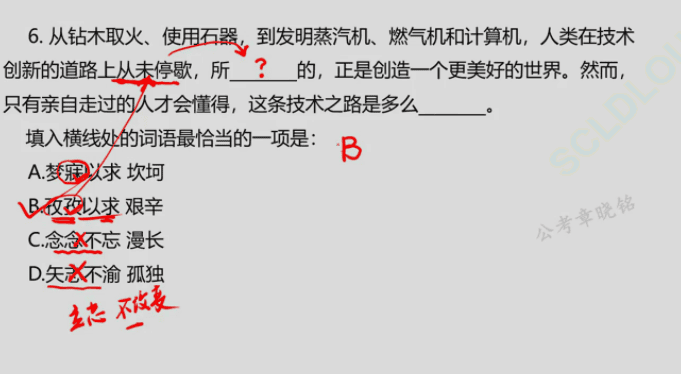 6. 从钻木取火、使用石器，到发明蒸汽机、燃气机和计算机，人类在技术
创新的道路上从未停歇，所________的，正是创造一个更美好的世界。然而，
?
只有亲自走过的人才会懂得，这条技术之路是多么________。
填入横线处的词语最恰当的一项是：
B
A.梦寐以求 坎坷
B.孜孜以求 艰辛
C.念念不忘 漫长
D.矢志不渝 孤独
立志 不改变
公考章晓铭
SCLDLOL